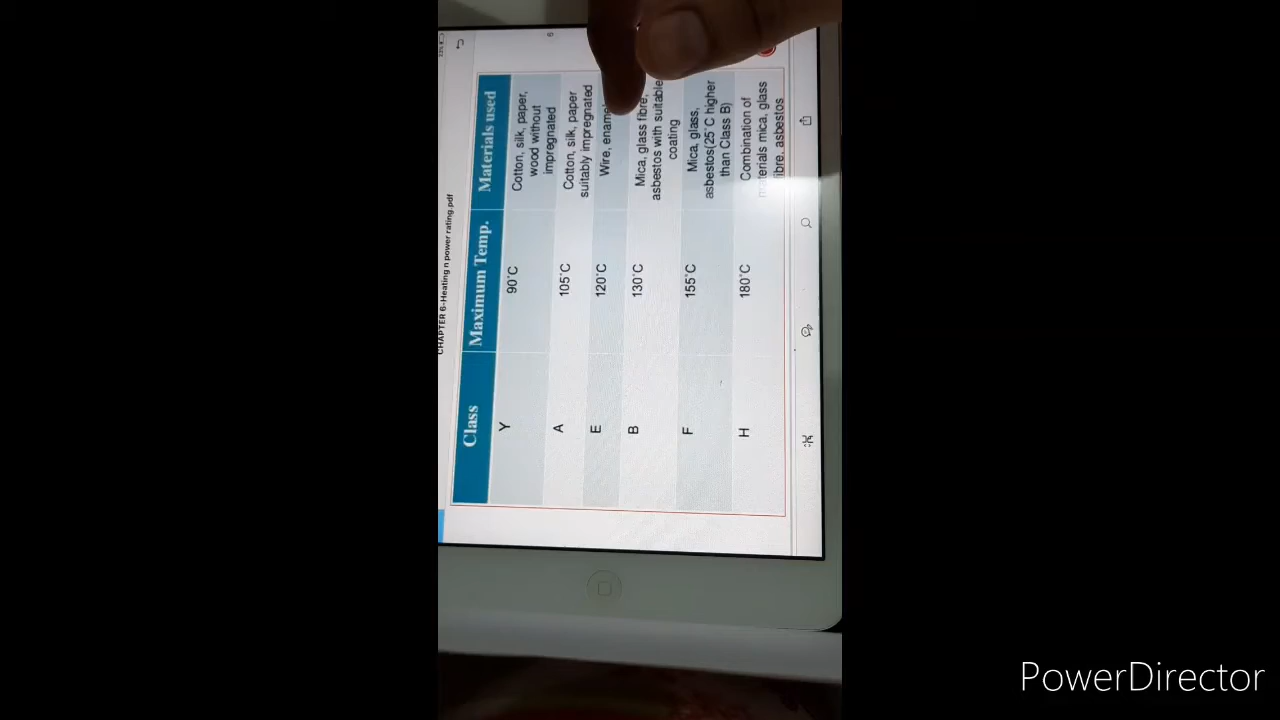 22%
CHAPTER 6-Heating n power rating.pdf
6
Class Maximum Temp. Materials used
Y 90°C Cotton, silk, paper,
wood without
impregnated
A 105°C Cotton, silk, paper
suitably impregnated
E 120°C Wire,
B 130°C Mica, glass fibre,
asbestos with suitable
coating
F 155°C Mica, glass,
asbestos(25°C higher
than Class B)
H 180°C Combination of
materials mica, glass
fibre, asbestos
PowerDirector